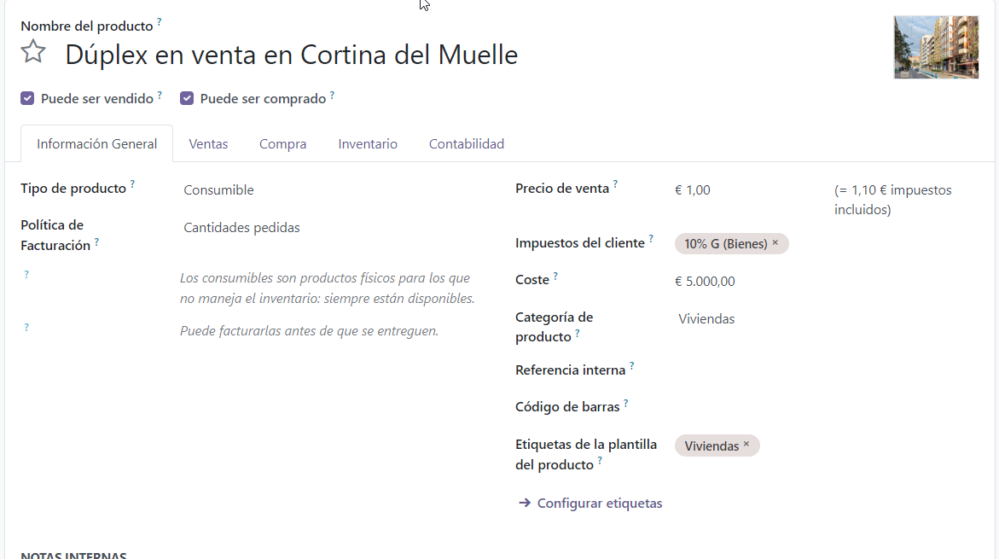 Nombre del producto ?
Dúplex en venta en Cortina del Muelle
Puede ser vendido ? Puede ser comprado ?
Información General Ventas Compra Inventario Contabilidad
Tipo de producto ? Consumible
Política de
Facturación ? Cantidades pedidas
? Los consumibles son productos físicos para los que
no maneja el inventario: siempre están disponibles.
? Puede facturarlas antes de que se entreguen.
Precio de venta ? € 1,00 (= 1,10 € impuestos
incluidos)
Impuestos del cliente ? 10% G (Bienes) ×
Coste ? € 5.000,00
Categoría de
producto ? Viviendas
Referencia interna ?
Código de barras ?
Etiquetas de la plantilla
del producto ? Viviendas ×
→ Configurar etiquetas
NOTAS INTERNAS